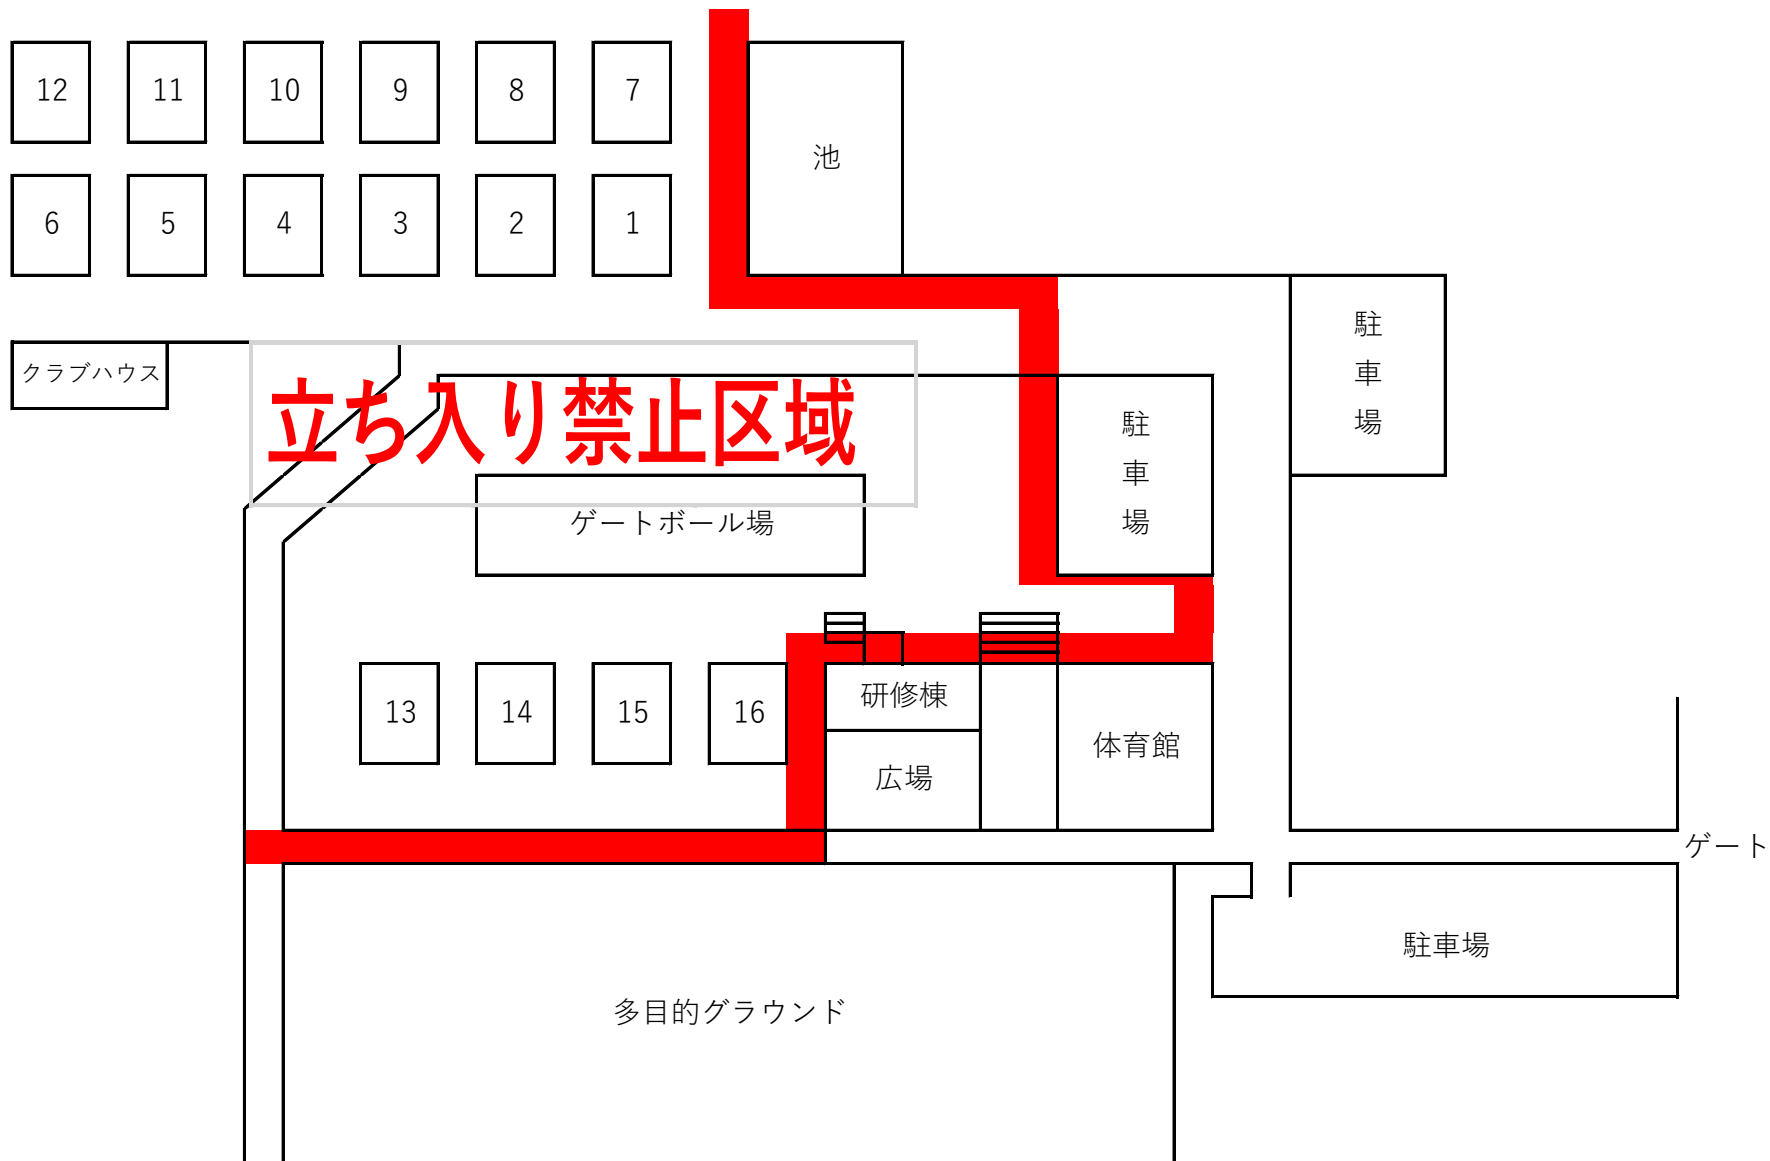 12 11 10 9 8 7
池
6 5 4 3 2 1
駐車場
クラブハウス
立ち入り禁止区域
駐車場
ゲートボール場
13 14 15 16
研修棟
体育館
広場
ゲート
駐車場
多目的グラウンド